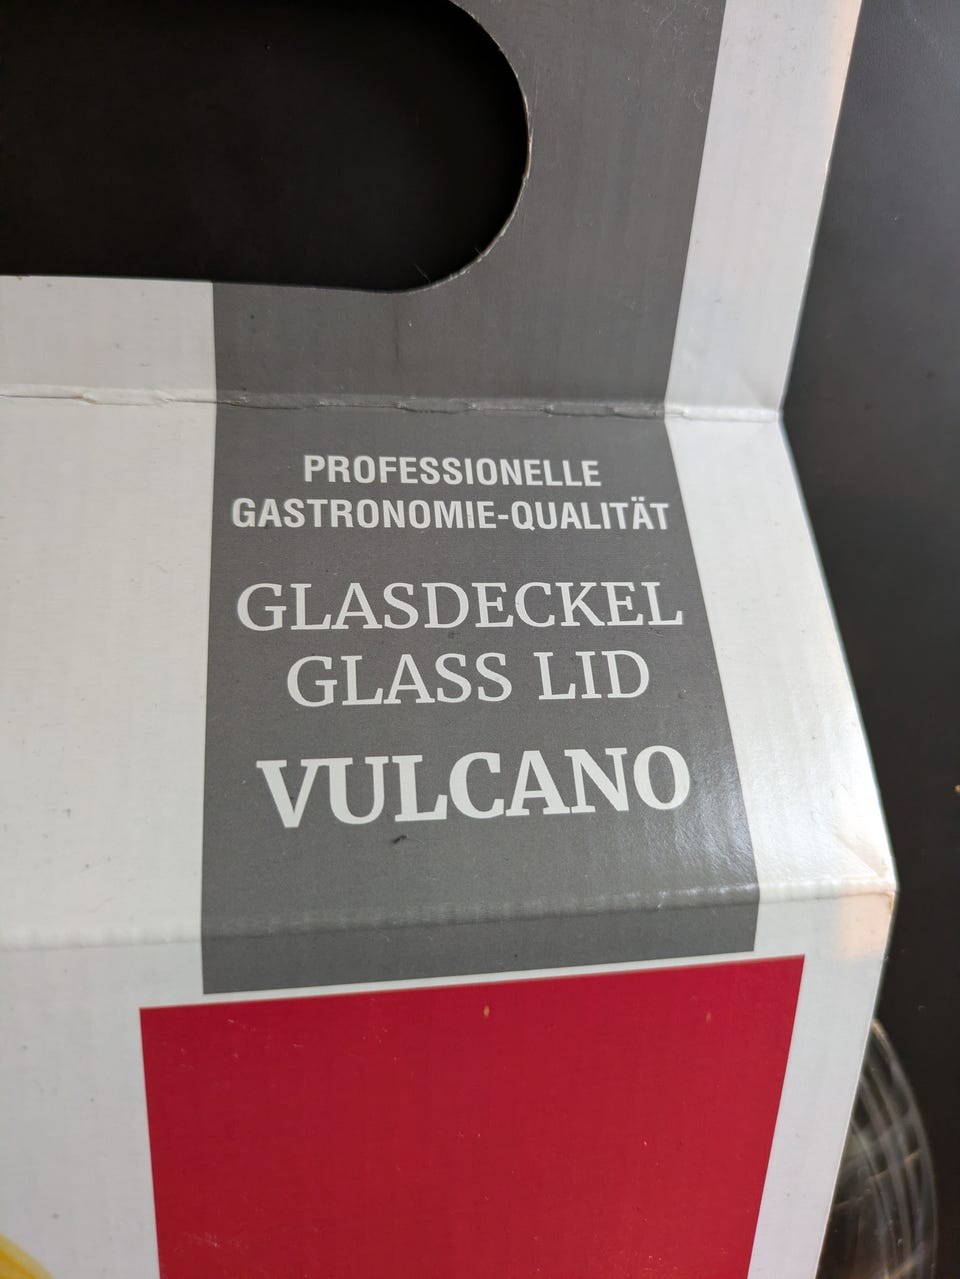 PROFESSIONELLE
GASTRONOMIE-QUALITÄT
GLASDECKEL
GLASS LID
VULCANO